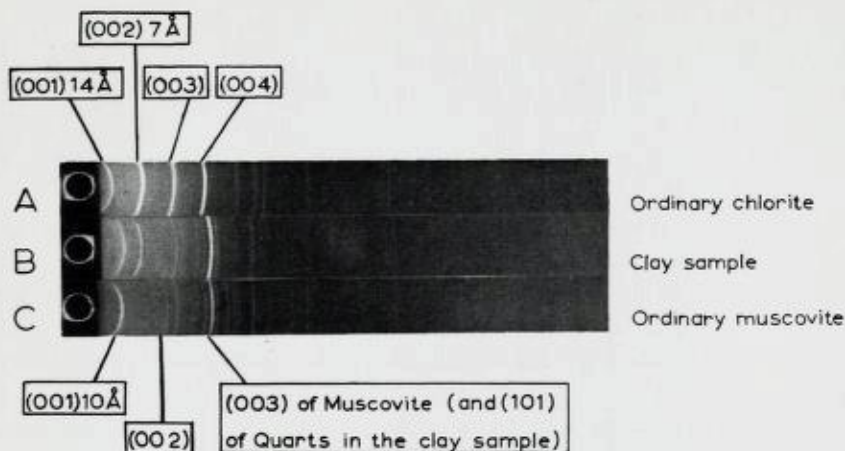 (002) 7Å
(001) 14Å
(003)
(004)
A
Ordinary chlorite
B
Clay sample
C
Ordinary muscovite
(001) 10Å
(002)
(003) of Muscovite (and (101)
of Quarts in the clay sample)